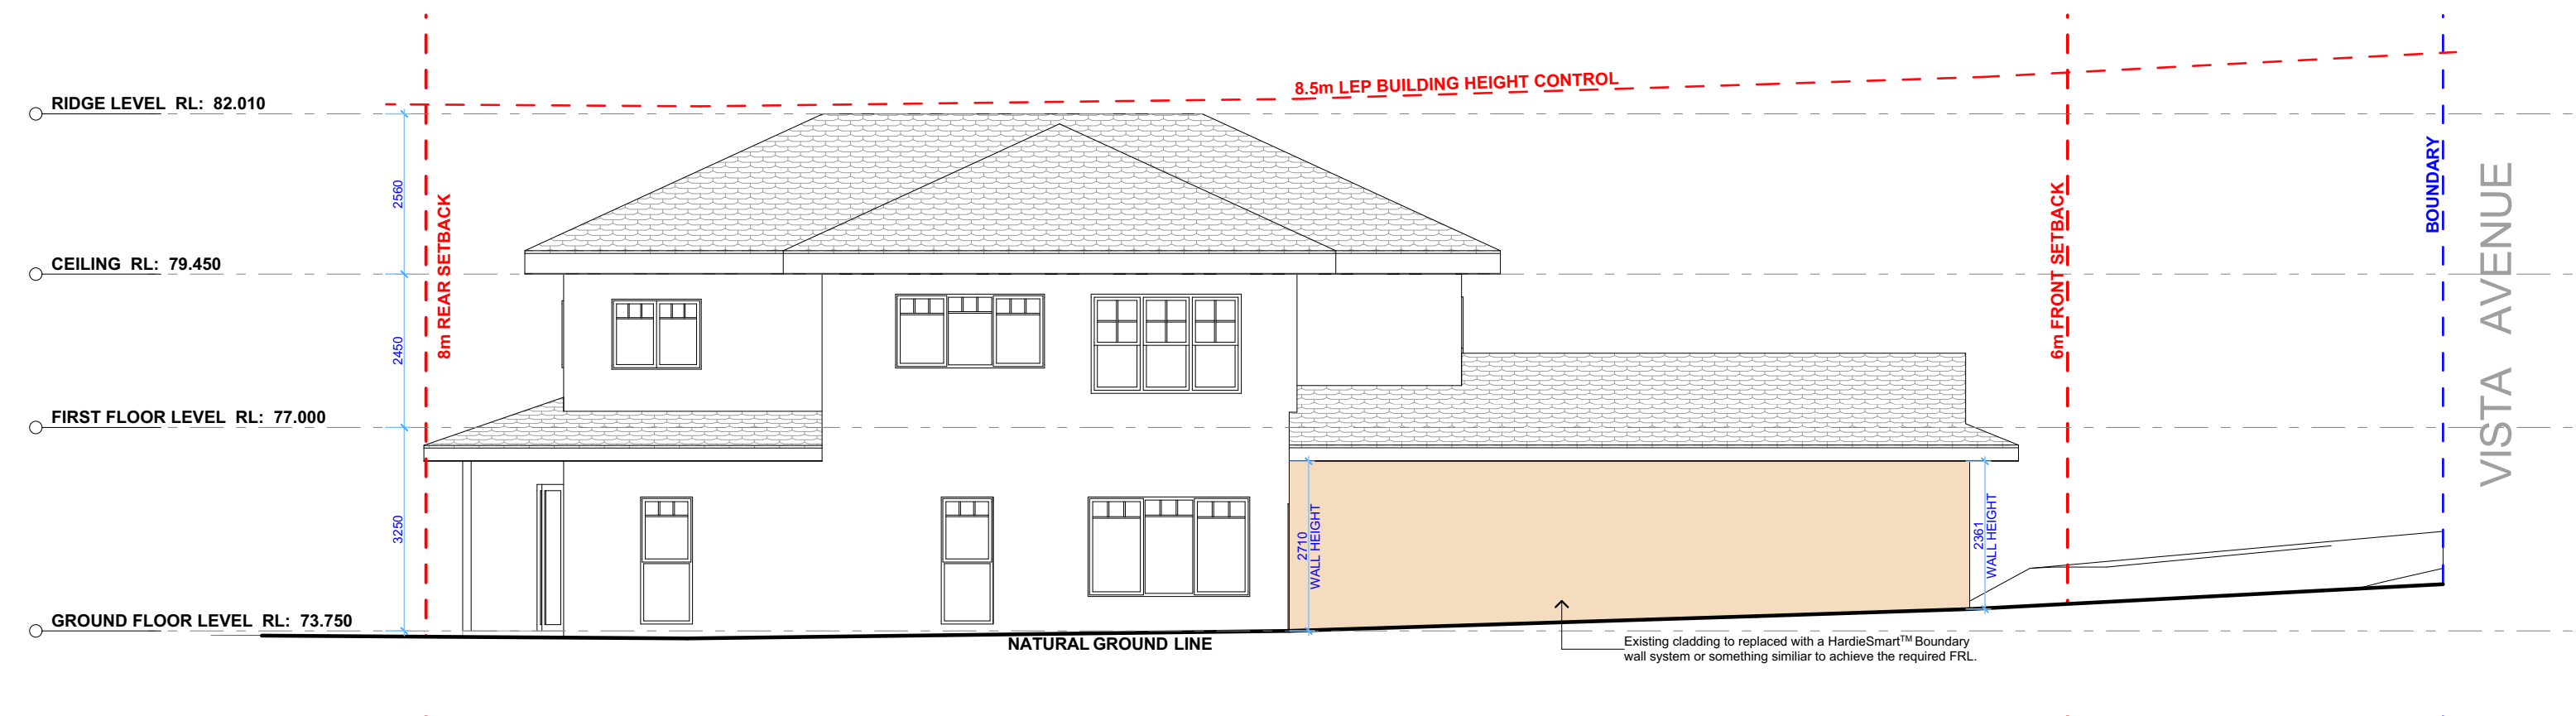 8.5m LEP BUILDING HEIGHT CONTROL
RIDGE LEVEL RL: 82.010
BOUNDARY
VISTA AVENUE
2560
8m REAR SETBACK
6m FRONT SETBACK
CEILING RL: 79.450
2450
FIRST FLOOR LEVEL RL: 77.000
3250
2710
WALL HEIGHT
2361
WALL HEIGHT
GROUND FLOOR LEVEL RL: 73.750
NATURAL GROUND LINE
Existing cladding to replaced with a HardieSmart™ Boundary
wall system or something similiar to achieve the required FRL.